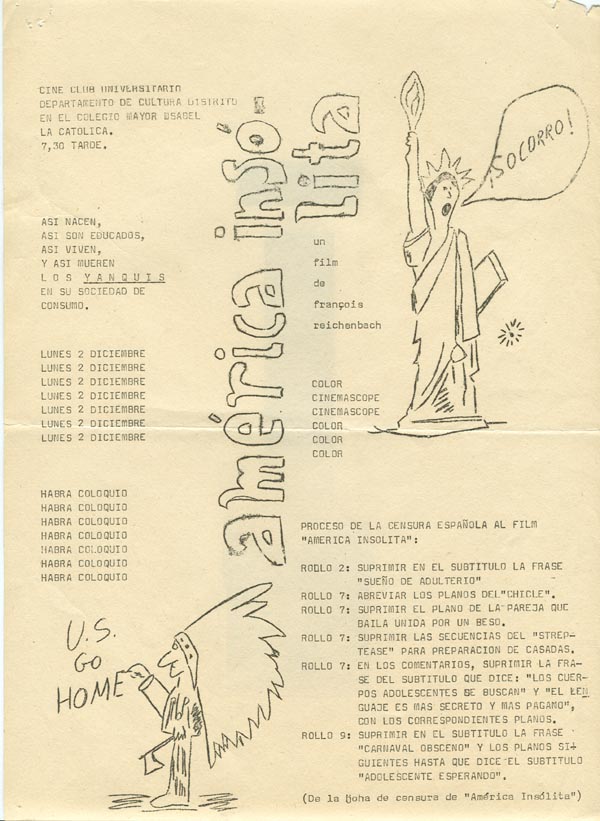 CINE CLUB UNIVERSITARIO
DEPARTAMENTO DE CULTURA DISTRITO
EN EL COLEGIO MAYOR USABEL
LA CATOLICA.
7,30 TARDE.
ASI NACEN,
ASI SON EDUCADOS,
ASI VIVEN,
Y ASI MUEREN
LOS YANQUIS
EN SU SOCIEDAD DE
CONSUMO.
LUNES 2 DICIEMBRE
LUNES 2 DICIEMBRE
LUNES 2 DICIEMBRE
LUNES 2 DICIEMBRE
LUNES 2 DICIEMBRE
LUNES 2 DICIEMBRE
LUNES 2 DICIEMBRE
HABRA COLOQUIO
HABRA COLOQUIO
HABRA COLOQUIO
HABRA COLOQUIO
HABRA COLOQUIO
HABRA COLOQUIO
HABRA COLOQUIO
U.S.
GO
HOME
américa insó-
lita
un
film
de
françois
reichenbach
COLOR
CINEMASCOPE
CINEMASCOPE
COLOR
COLOR
COLOR
¡SOCORRO!
PROCESO DE LA CENSURA ESPAÑOLA AL FILM
"AMERICA INSOLITA":
ROLLO 2: SUPRIMIR EN EL SUBTITULO LA FRASE
"SUEÑO DE ADULTERIO"
ROLLO 7: ABREVIAR LOS PLANOS DEL"CHICLE".
ROLLO 7: SUPRIMIR EL PLANO DE LA PAREJA QUE
BAILA UNIDA POR UN BESO.
ROLLO 7: SUPRIMIR LAS SECUENCIAS DEL "STREP-
TEASE" PARA PREPARACION DE CASADAS.
ROLLO 7: EN LOS COMENTARIOS, SUPRIMIR LA FRA-
SE DEL SUBTITULO QUE DICE: "LOS CUER-
POS ADOLESCENTES SE BUSCAN" Y "EL LEN
GUAJE ES MAS SECRETO Y MAS PAGANO",
CON LOS CORRESPONDIENTES PLANOS.
ROLLO 9: SUPRIMIR EN EL SUBTITULO LA FRASE
"CARNAVAL OBSCENO" Y LOS PLANOS SI-
GUIENTES HASTA QUE DICE EL SUBTITULO
"ADOLESCENTE ESPERANDO".
(De la hoha de censura de "América Insólita")